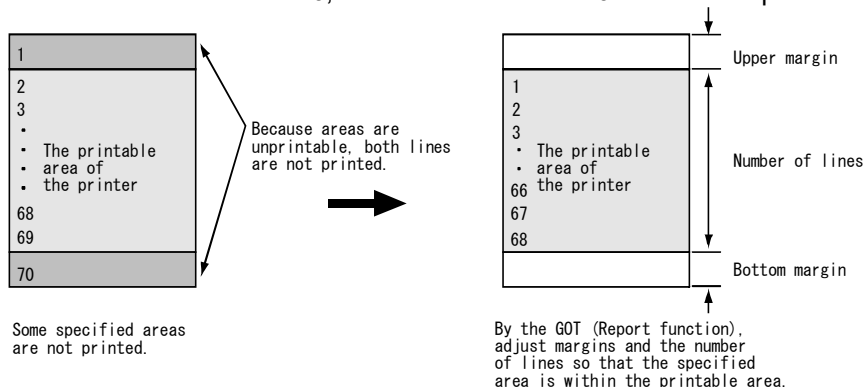 1
2
3
The printable
area of
the printer
68
69
70
Because areas are
unprintable, both lines
are not printed.
Some specified areas
are not printed.
1
2
3
The printable
area of
66 the printer
67
68
Upper margin
Number of lines
Bottom margin
By the GOT (Report function),
adjust margins and the number
of lines so that the specified
area is within the printable area.